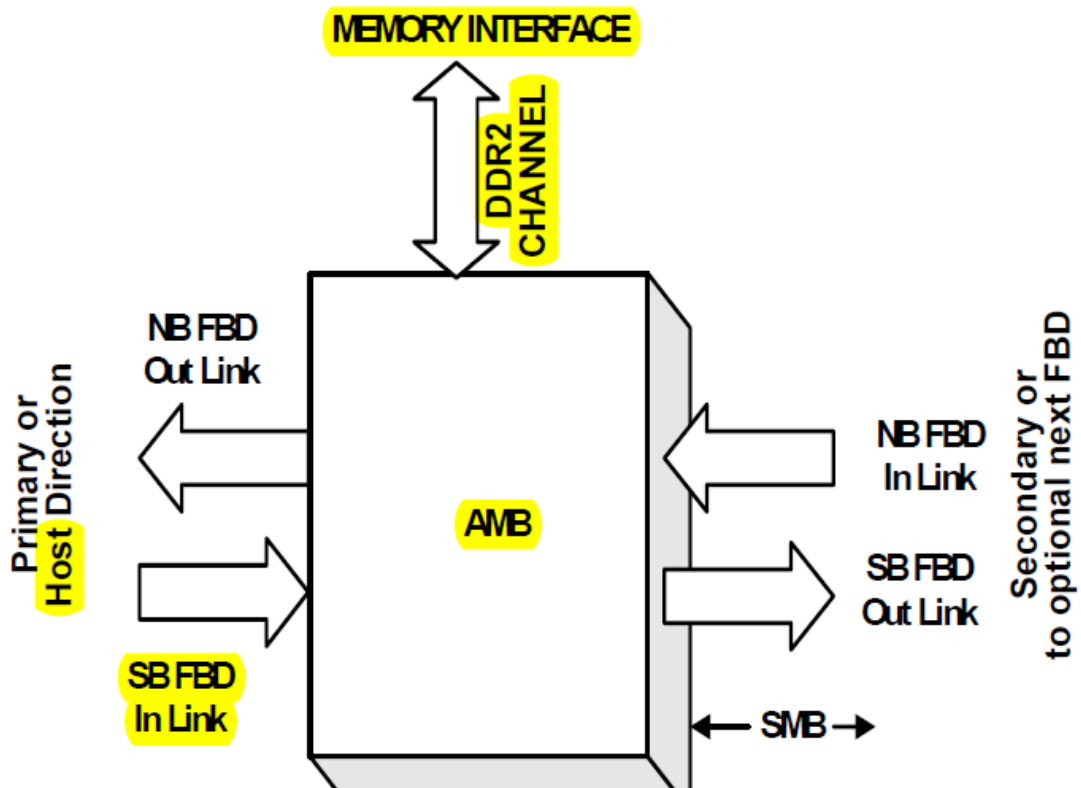 MEMORY INTERFACE
DDR2
CHANNEL
NB FBD
Out Link
Primary or
Host Direction
SB FBD
In Link
AMB
NB FBD
In Link
SB FBD
Out Link
Secondary or
to optional next FBD
SMB